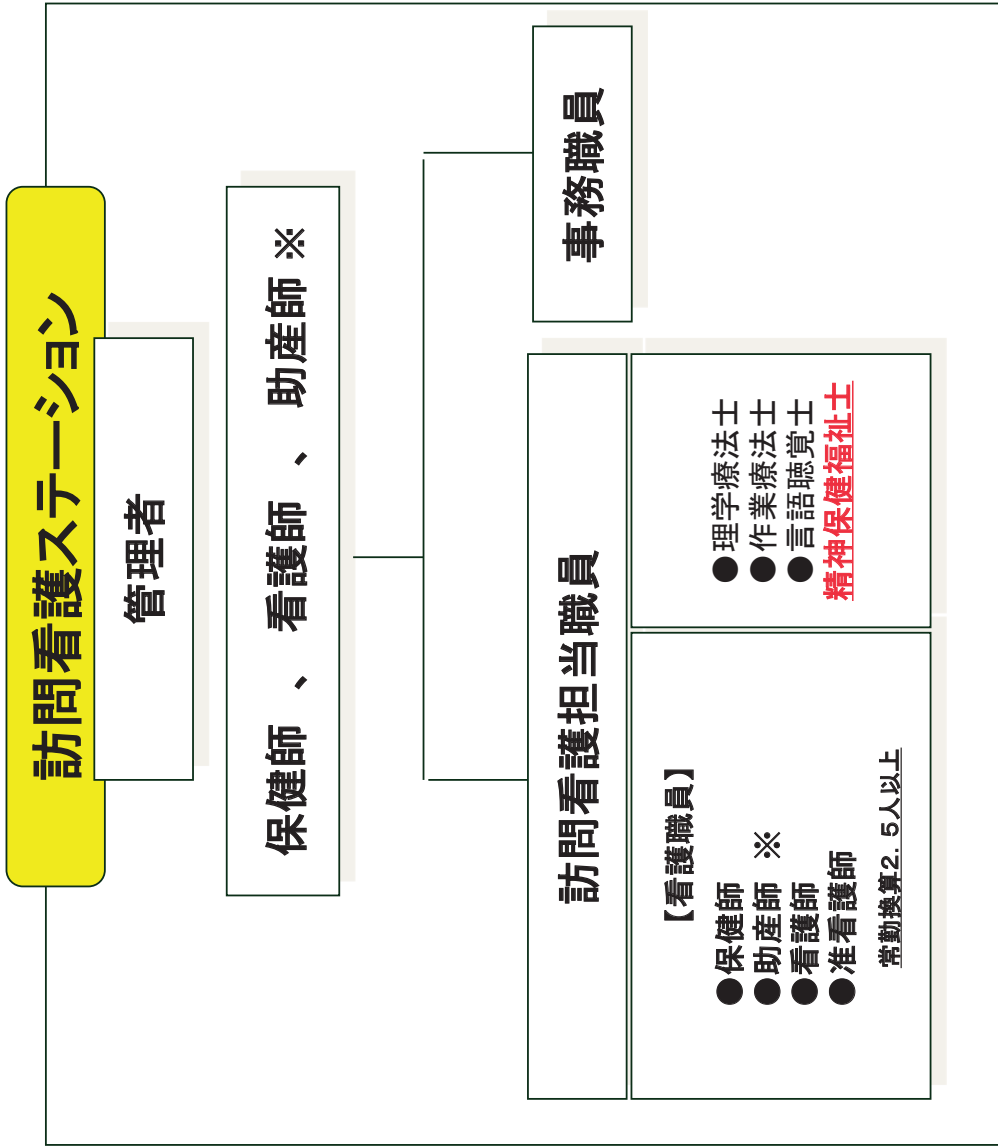 訪問看護ステーション
管理者
保健師 、 看護師 、 助産師 ※
訪問看護担当職員
事務職員
【看護職員】
●保健師
●助産師 ※
●看護師
●准看護師
常勤換算2．5人以上
●理学療法士
●作業療法士
●言語聴覚士
精神保健福祉士